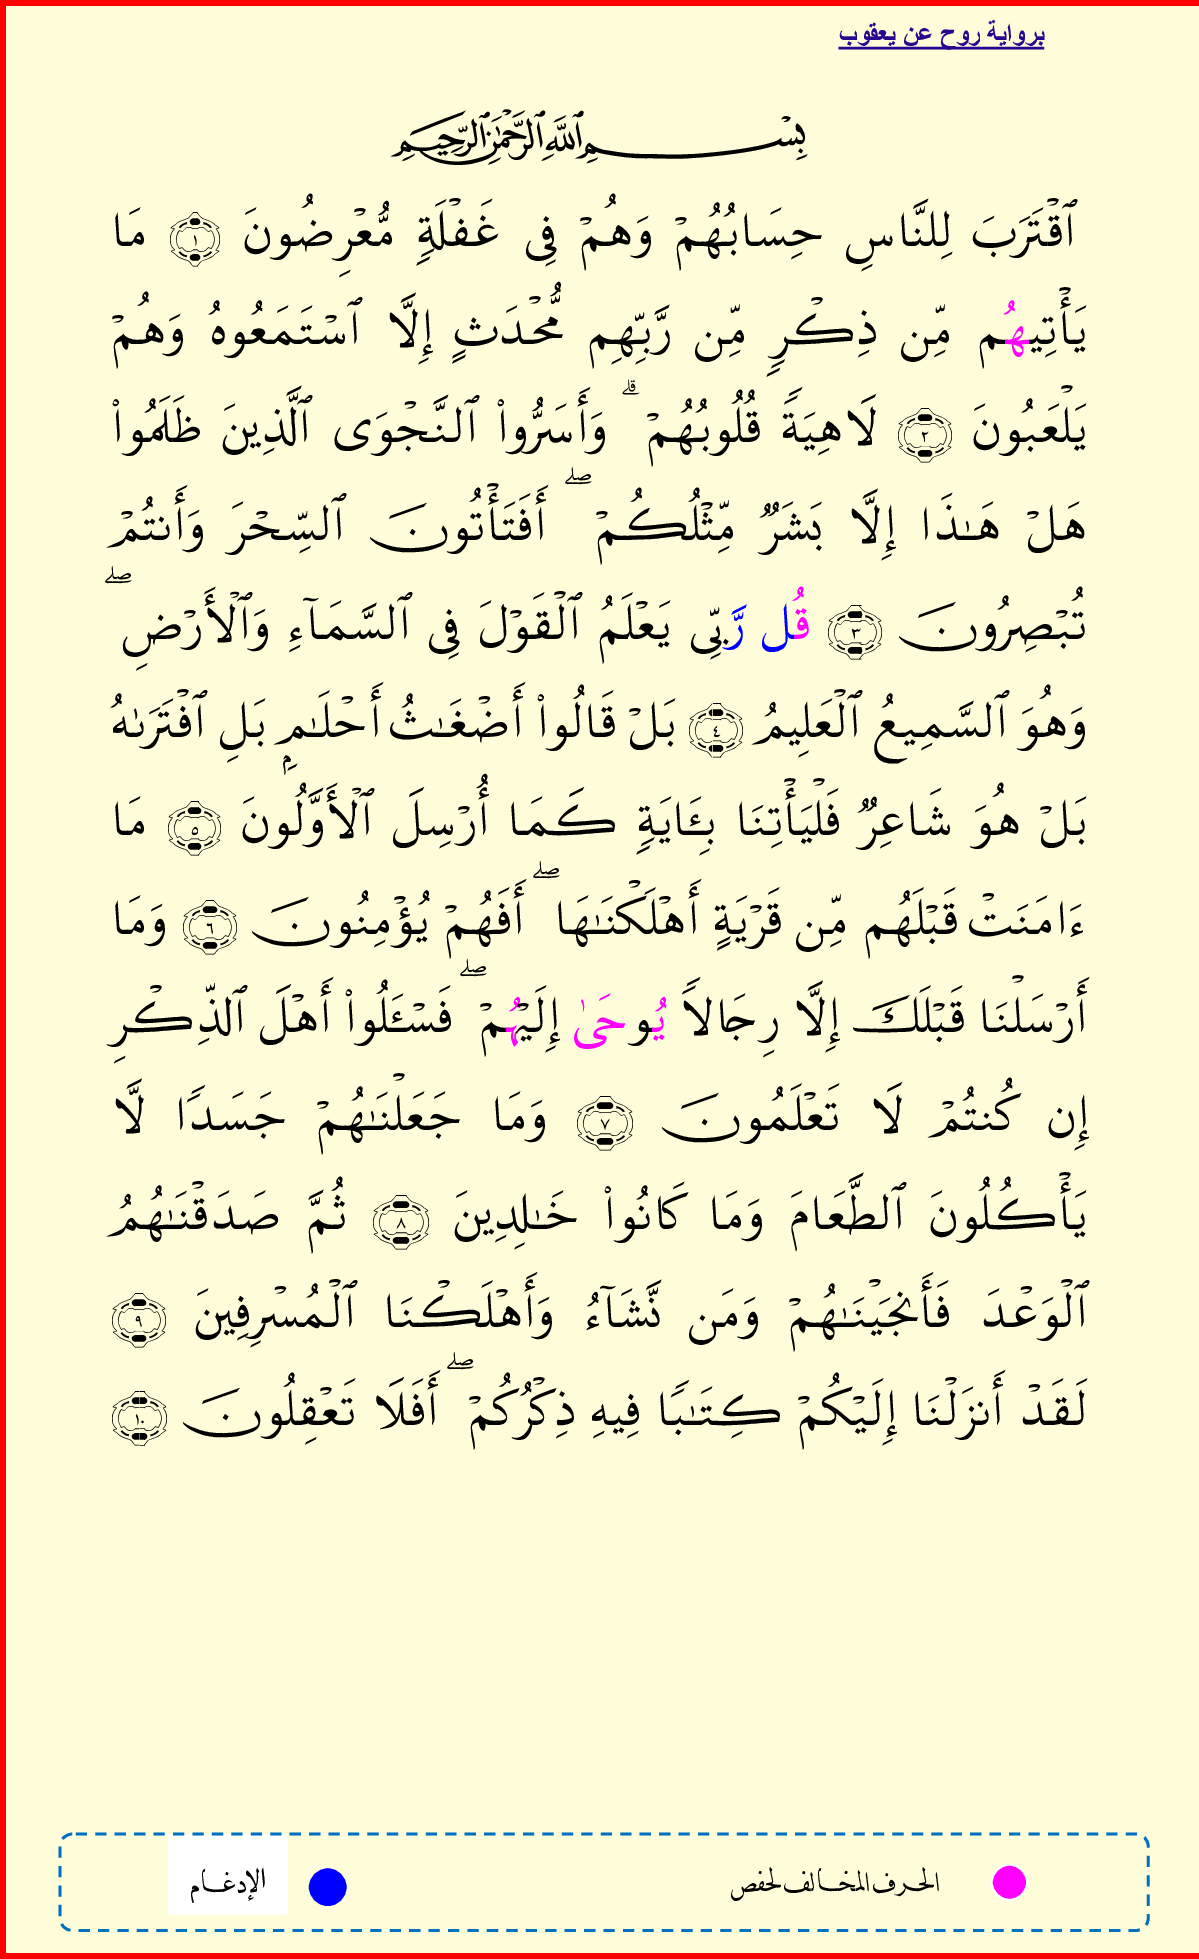 برواية روح عن يعقوب
بِسْمِ ٱللَّهِ ٱلرَّحْمَٰنِ ٱلرَّحِيمِ
ٱقْتَرَبَ لِلنَّاسِ حِسَابُهُمْ وَهُمْ فِى غَفْلَةٍ مُّعْرِضُونَ ١ مَا
يَأْتِيهُم مِّن ذِكْرٍ مِّن رَّبِّهِم مُّحْدَثٍ إِلَّا ٱسْتَمَعُوهُ وَهُمْ
يَلْعَبُونَ ٢ لَاهِيَةً قُلُوبُهُمْ ۗ وَأَسَرُّوا۟ ٱلنَّجْوَى ٱلَّذِينَ ظَلَمُوا۟
هَلْ هَـٰذَا إِلَّا بَشَرٌ مِّثْلُكُمْ ۖ أَفَتَأْتُونَ ٱلسِّحْرَ وَأَنتُمْ
تُبْصِرُونَ ٣ قُل رَّبِّى يَعْلَمُ ٱلْقَوْلَ فِى ٱلسَّمَآءِ وَٱلْأَرْضِ ۖ
وَهُوَ ٱلسَّمِيعُ ٱلْعَلِيمُ ٤ بَلْ قَالُوا۟ أَضْغَـٰثُ أَحْلَـٰمٍۭ بَلِ ٱفْتَرَىٰهُ
بَلْ هُوَ شَاعِرٌ فَلْيَأْتِنَا بِـَٔايَةٍ كَمَا أُرْسِلَ ٱلْأَوَّلُونَ ٥ مَا
ءَامَنَتْ قَبْلَهُم مِّن قَرْيَةٍ أَهْلَكْنَـٰهَا ۖ أَفَهُمْ يُؤْمِنُونَ ٦ وَمَا
أَرْسَلْنَا قَبْلَكَ إِلَّا رِجَالًا يُوحَىٰ إِلَيْهُمْ ۖ فَسْـَٔلُوا۟ أَهْلَ ٱلذِّكْرِ
إِن كُنتُمْ لَا تَعْلَمُونَ ٧ وَمَا جَعَلْنَـٰهُمْ جَسَدًا لَّا
يَأْكُلُونَ ٱلطَّعَامَ وَمَا كَانُوا۟ خَـٰلِدِينَ ٨ ثُمَّ صَدَقْنَـٰهُمُ
ٱلْوَعْدَ فَأَنجَيْنَـٰهُمْ وَمَن نَّشَآءُ وَأَهْلَكْنَا ٱلْمُسْرِفِينَ ٩
لَقَدْ أَنزَلْنَا إِلَيْكُمْ كِتَـٰبًا فِيهِ ذِكْرُكُمْ ۖ أَفَلَا تَعْقِلُونَ ١٠
الحرف المخالف لحفص الإدغام